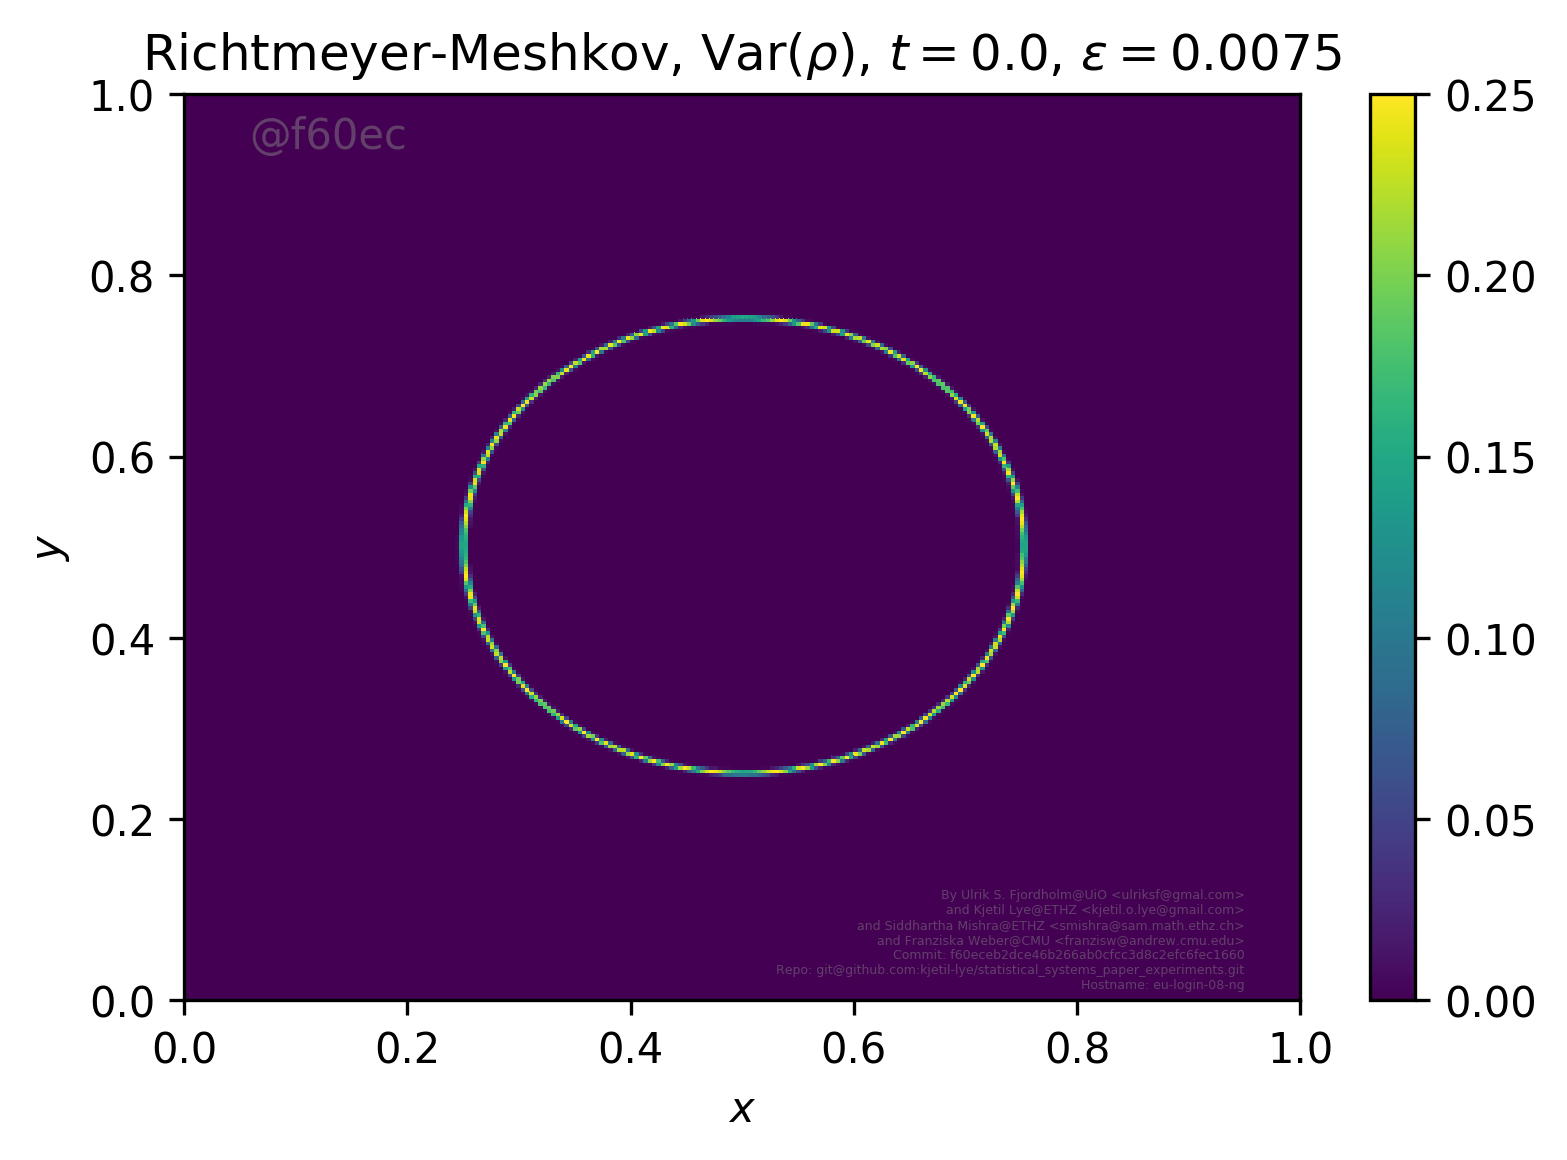 Richtmeyer-Meshkov, Var(ρ), t = 0.0, ε = 0.0075
1.0
0.8
0.6
0.4
0.2
0.0
y
@f60ec
By Ulrik S. Fjordholm@UiO <ulriksf@gmal.com>
and Kjetil Lye@ETHZ <kjetil.o.lye@gmail.com>
and Siddhartha Mishra@ETHZ <smishra@sam.math.ethz.ch>
and Franziska Weber@CMU <franzisw@andrew.cmu.edu>
Commit: f60eceb2dce46b266ab0cfcc3d8c2efc6fec1660
Repo: git@github.com:kjetil-lye/statistical_systems_paper_experiments.git
Hostname: eu-login-08-ng
0.0 0.2 0.4 0.6 0.8 1.0
x
0.25
0.20
0.15
0.10
0.05
0.00